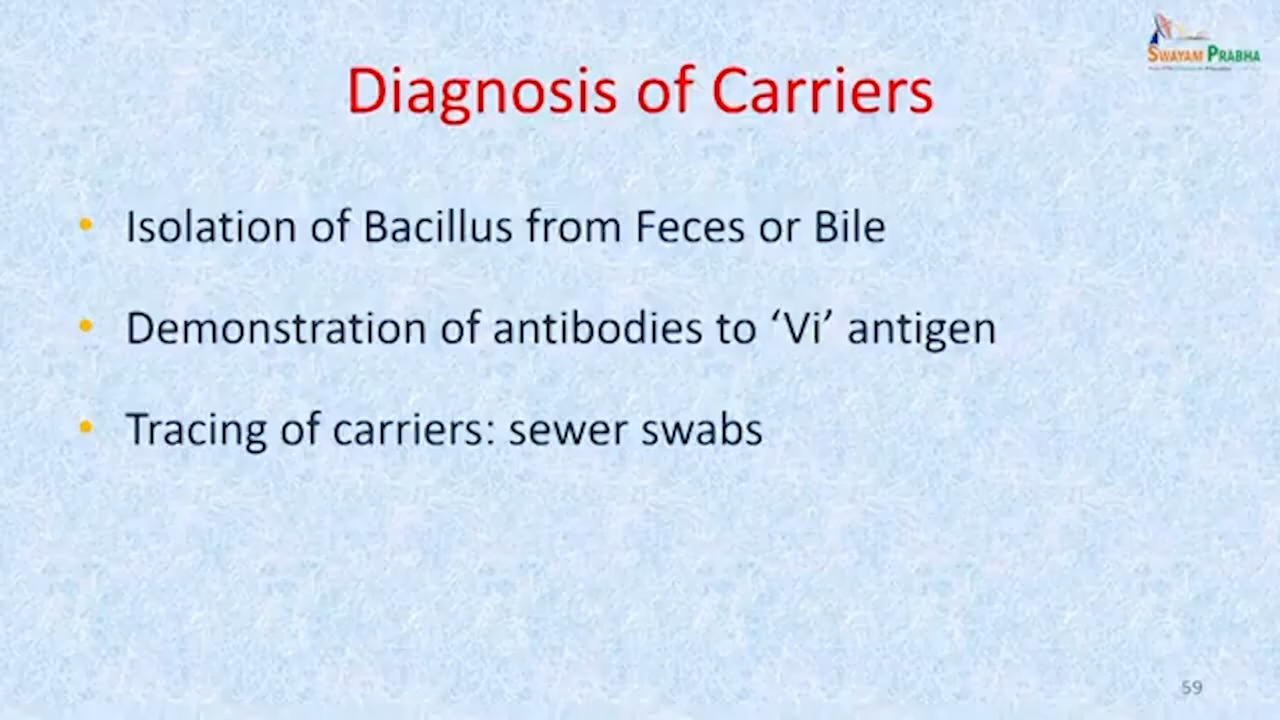 SWAYAM PRABHA
Diagnosis of Carriers
• Isolation of Bacillus from Feces or Bile
• Demonstration of antibodies to ‘Vi’ antigen
• Tracing of carriers: sewer swabs
59